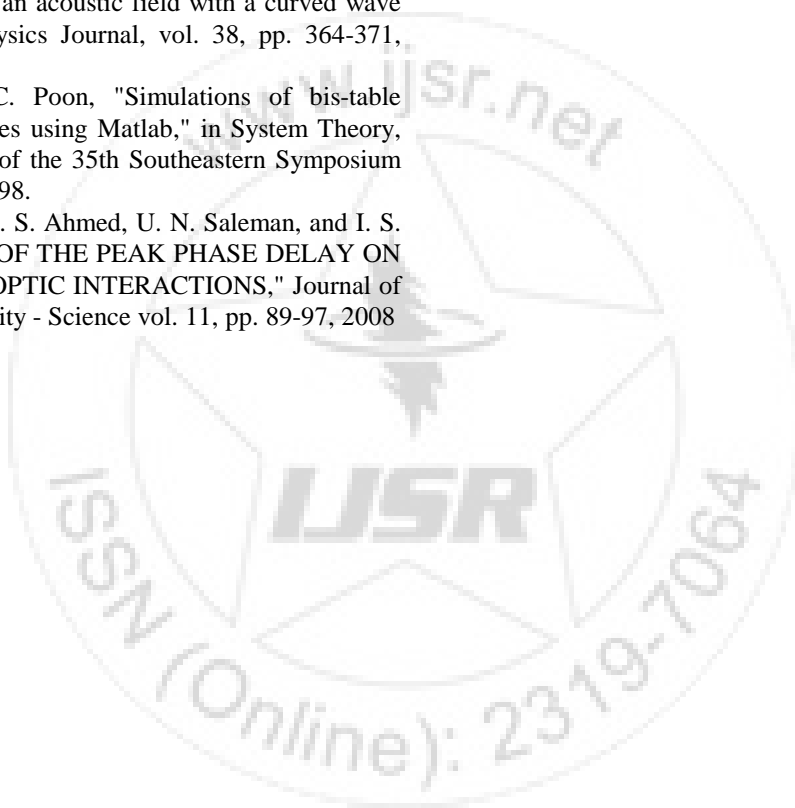 an acoustic field with a curved wave
ysics Journal, vol. 38, pp. 364-371,
C. Poon, "Simulations of bis-table
es using Matlab," in System Theory,
of the 35th Southeastern Symposium
98.
. S. Ahmed, U. N. Saleman, and I. S.
OF THE PEAK PHASE DELAY ON
OPTIC INTERACTIONS," Journal of
ity - Science vol. 11, pp. 89-97, 2008
www.ijsr.net
IJSR
ISSN (Online): 2319-7064